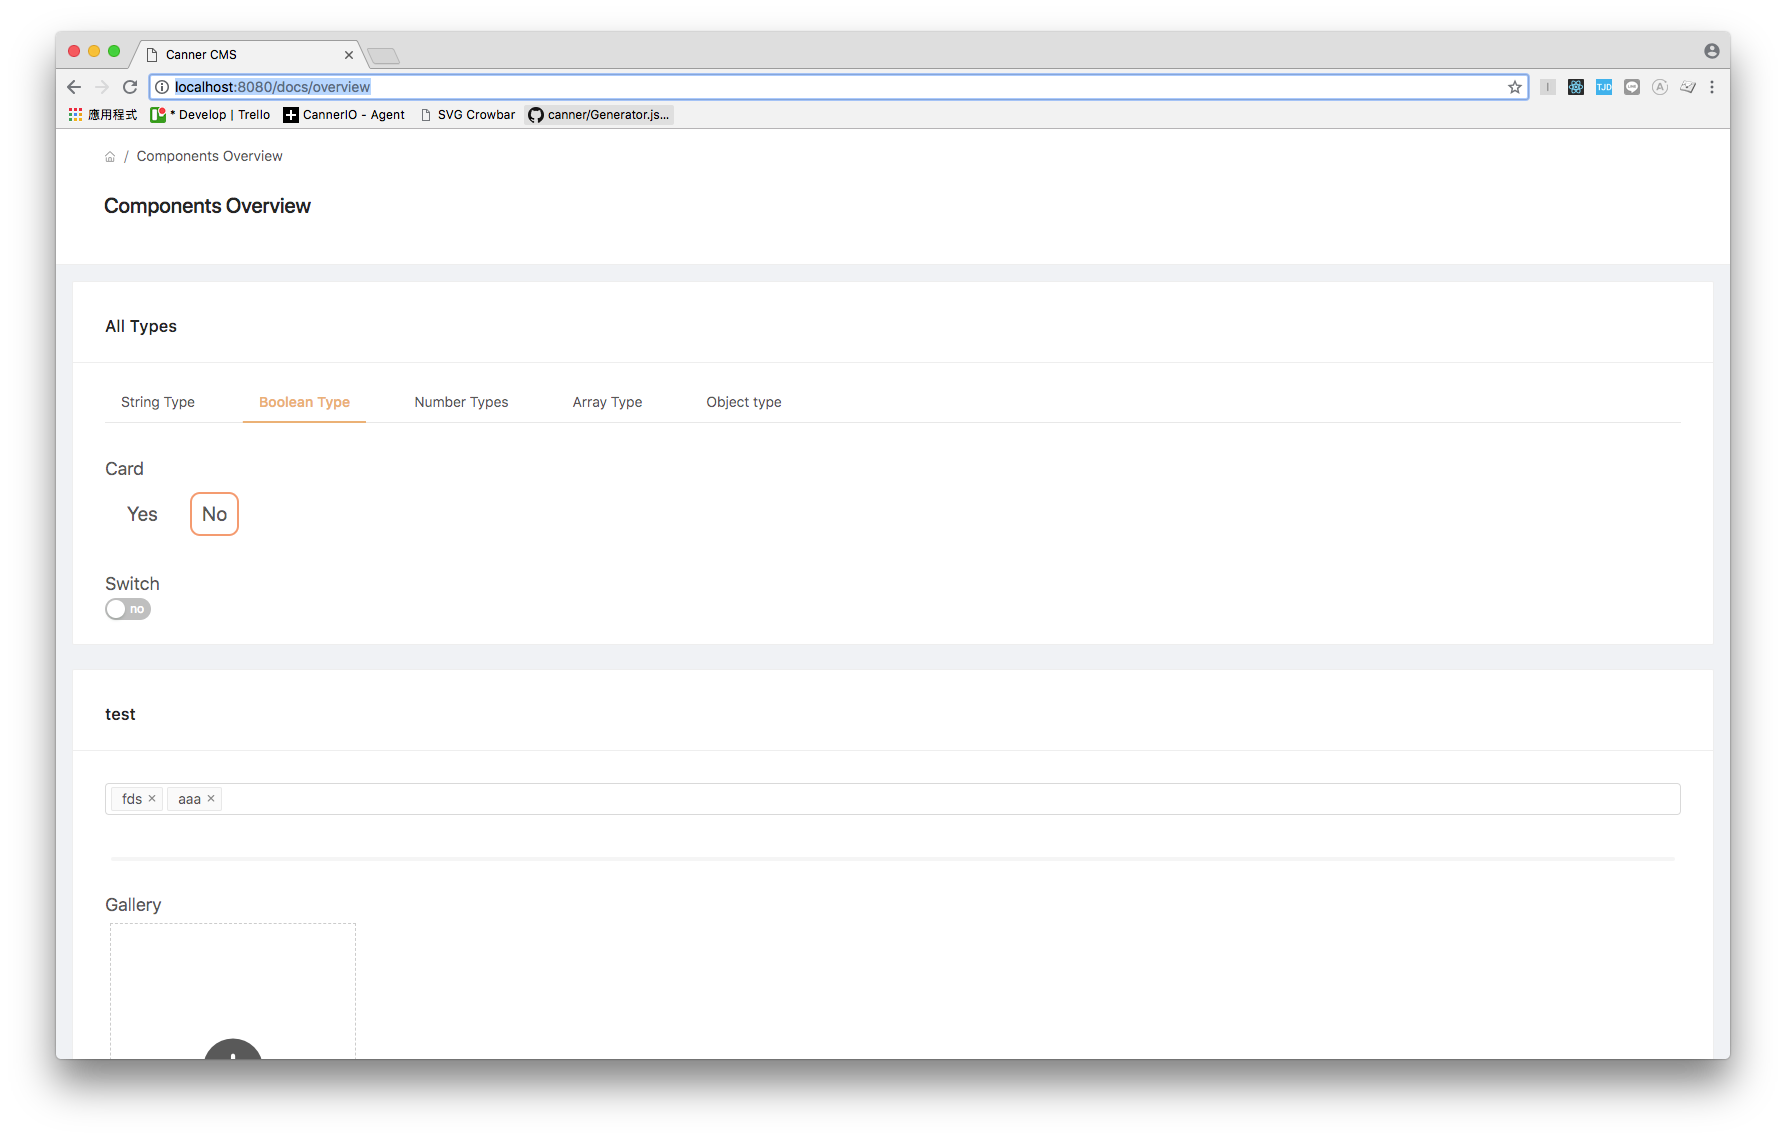 Canner CMS
localhost:8080/docs/overview
TJD
A
應用程式 * Develop | Trello CannerIO - Agent SVG Crowbar canner/Generator.js...
/ Components Overview
Components Overview
All Types
String Type Boolean Type Number Types Array Type Object type
Card
Yes No
Switch
no
test
fds × aaa ×
Gallery